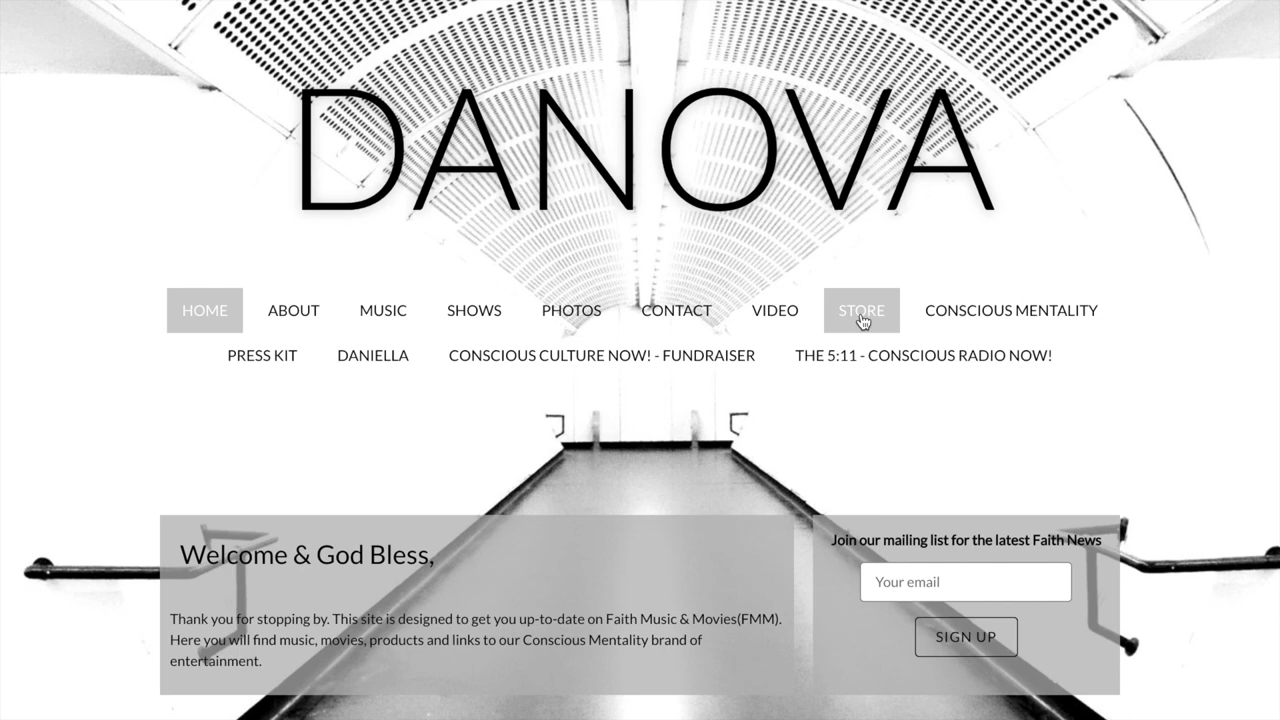 DANOVA
HOME ABOUT MUSIC SHOWS PHOTOS CONTACT VIDEO STORE CONSCIOUS MENTALITY
PRESS KIT DANIELLA CONSCIOUS CULTURE NOW! - FUNDRAISER THE 5:11 - CONSCIOUS RADIO NOW!
Welcome & God Bless,
Thank you for stopping by. This site is designed to get you up-to-date on Faith Music & Movies(FMM).
Here you will find music, movies, products and links to our Conscious Mentality brand of
entertainment.
Join our mailing list for the latest Faith News
Your email
SIGN UP